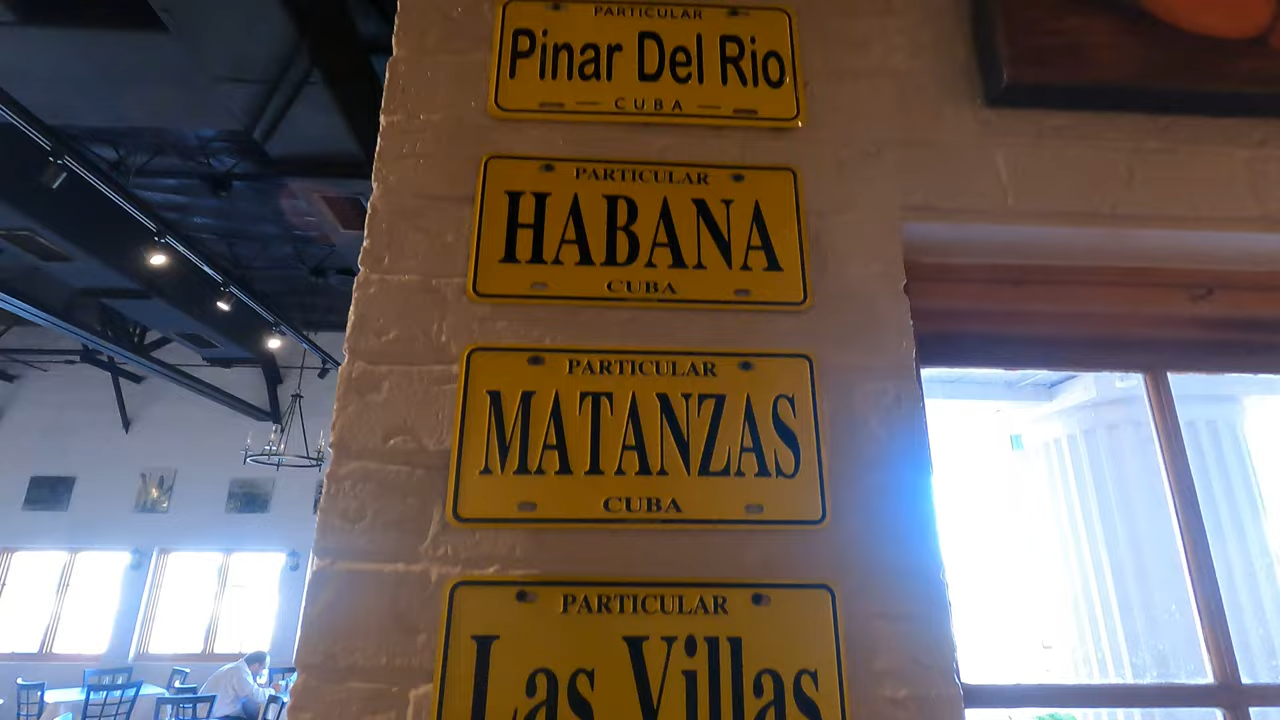 PARTICULAR
Pinar Del Rio
CUBA
PARTICULAR
HABANA
CUBA
PARTICULAR
MATANZAS
CUBA
PARTICULAR
Las Villas